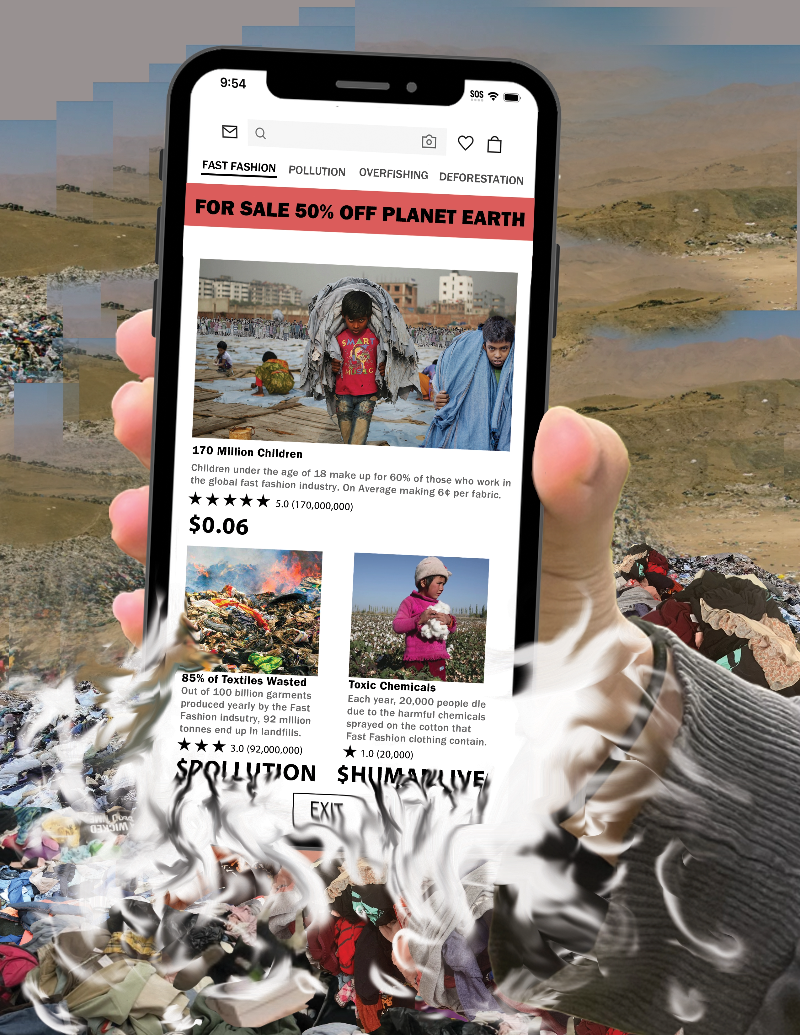 9:54
SOS
FAST FASHION POLLUTION OVERFISHING DEFORESTATION
FOR SALE 50% OFF PLANET EARTH
SMART
170 Million Children
Children under the age of 18 make up for 60% of those who work in
the global fast fashion industry. On Average making 6¢ per fabric.
★★★★★ 5.0 (170,000,000)
$0.06
85% of Textiles Wasted
Out of 100 billion garments
produced yearly by the Fast
Fashion Indsutry, 92 million
tonnes end up in landfills.
★★★ 3.0 (92,000,000)
$POLLUTION
Toxic Chemicals
Each year, 20,000 people die
due to the harmful chemicals
sprayed on the cotton that
Fast Fashion clothing contain.
★ 1.0 (20,000)
$HUMANLIVE
EXIT
WICKED